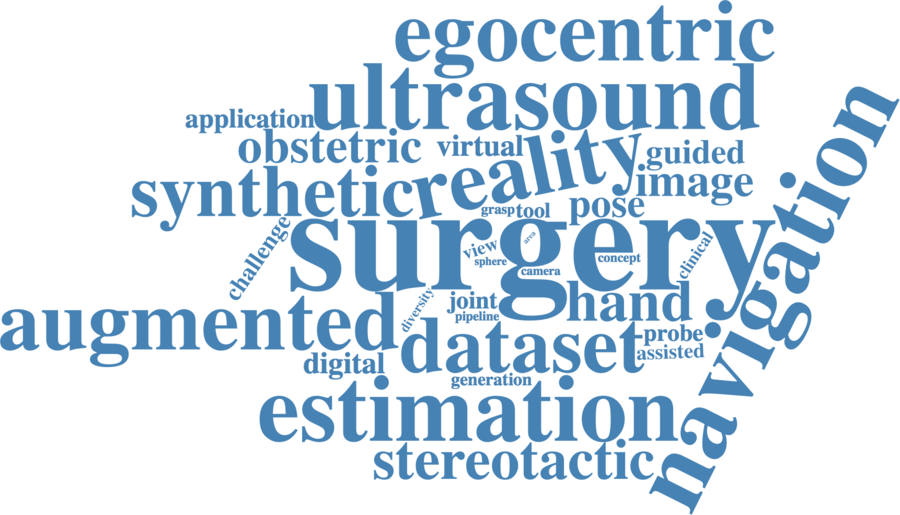 egocentric
ultrasound
application
obstetric virtual reality guided
synthetic image
grasp tool pose
surgery
challenge view area concept clinical
sphere camera
navigation
augmented diversity joint hand
pipeline
dataset probe
digital assisted
generation
estimation
stereotactic